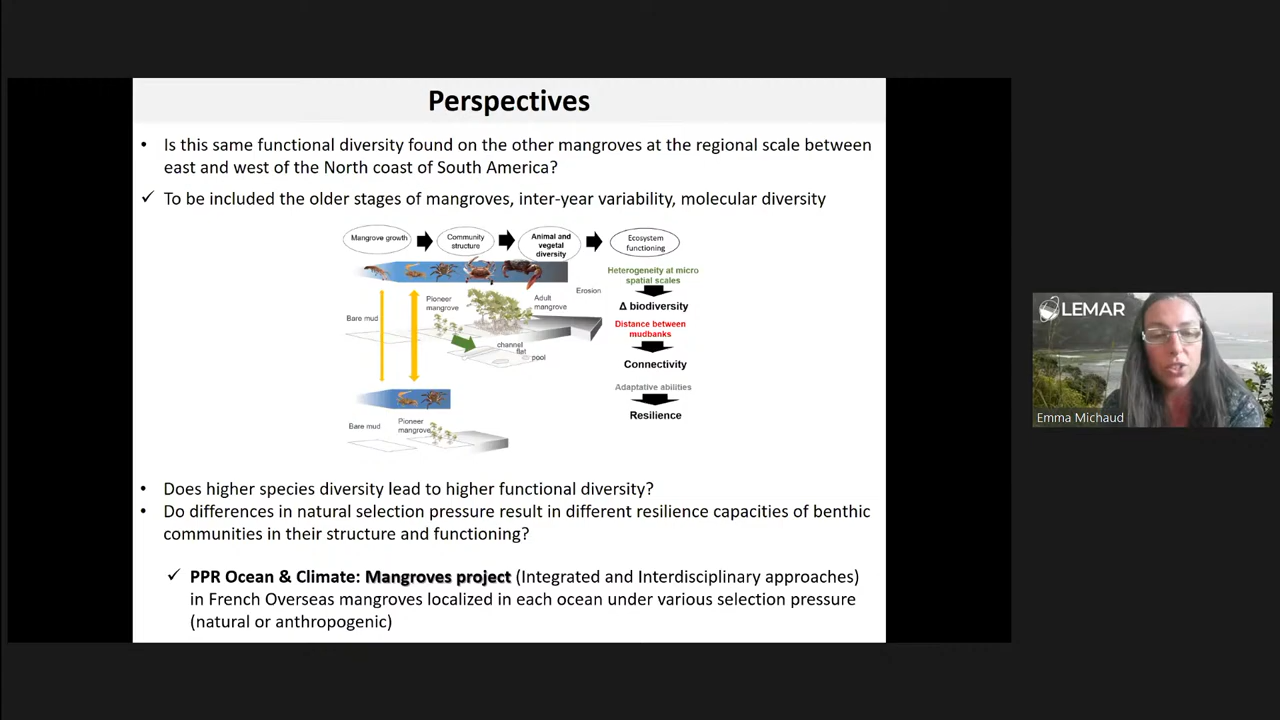 Perspectives
• Is this same functional diversity found on the other mangroves at the regional scale between
east and west of the North coast of South America?
✓ To be included the older stages of mangroves, inter-year variability, molecular diversity
Mangrove growth
Community
structure
Animal and
vegetal
diversity
Ecosystem
functioning
Heterogeneity at micro
spatial scales
Δ biodiversity
Distance between
mudbanks
Connectivity
Adaptative abilities
Resilience
Bare mud
Pioneer
mangrove
Adult
mangrove
Erosion
channel
flat
pool
Bare mud
Pioneer
mangrove
• Does higher species diversity lead to higher functional diversity?
• Do differences in natural selection pressure result in different resilience capacities of benthic
communities in their structure and functioning?
✓ PPR Ocean & Climate: Mangroves project (Integrated and Interdisciplinary approaches)
in French Overseas mangroves localized in each ocean under various selection pressure
(natural or anthropogenic)
LEMAR
Emma Michaud